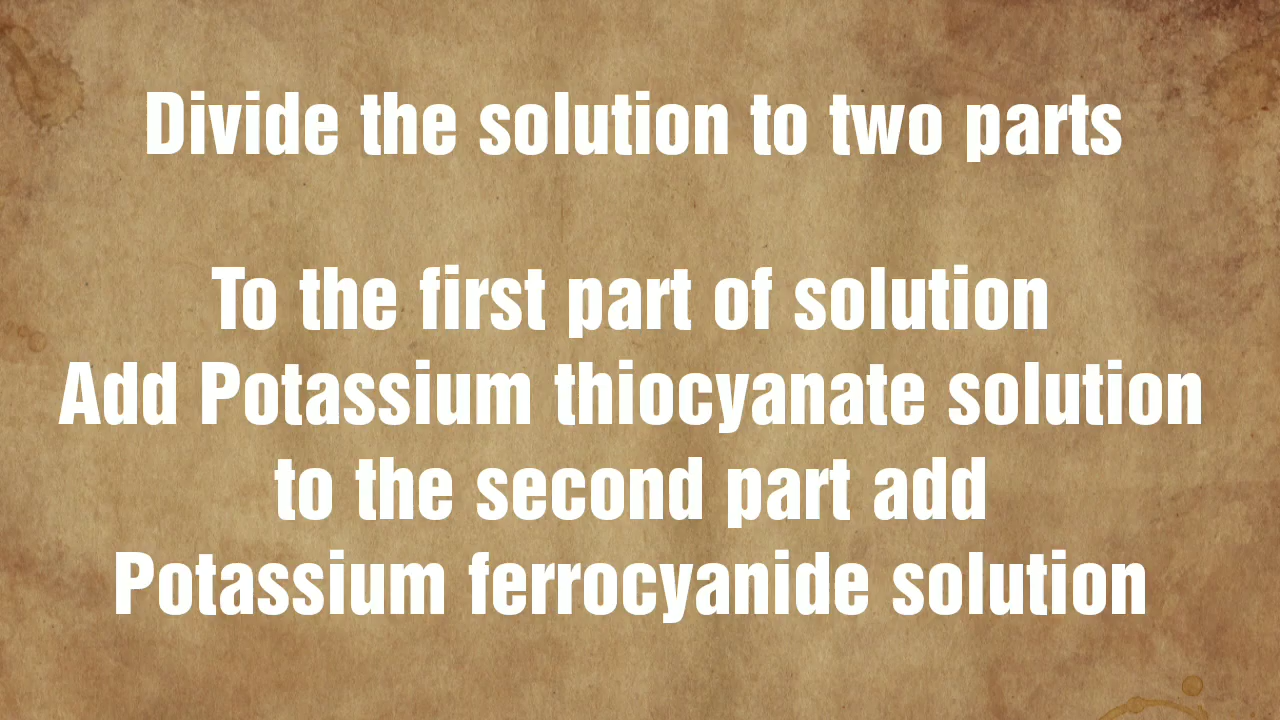 Divide the solution to two parts
To the first part of solution
Add Potassium thiocyanate solution
to the second part add
Potassium ferrocyanide solution